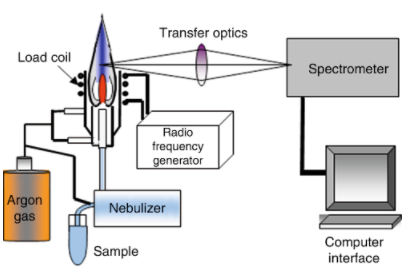 Transfer optics
Load coil
Spectrometer
Radio
frequency
generator
Argon
gas
Nebulizer
Sample
Computer
interface